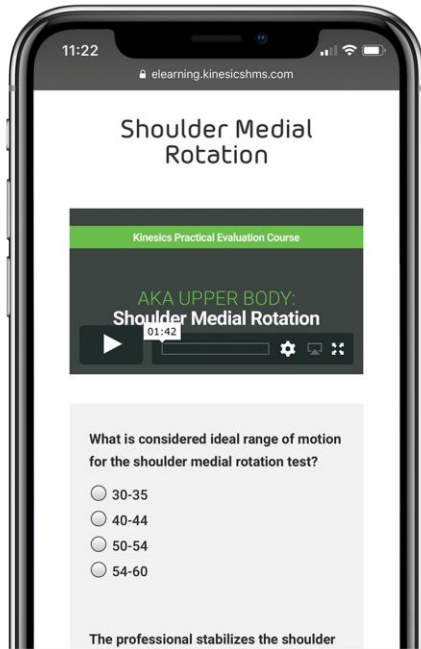 11:22
elearning.kinesicshms.com
Shoulder Medial
Rotation
Kinesics Practical Evaluation Course
AKA UPPER BODY:
Shoulder Medial Rotation
01:42
What is considered ideal range of motion
for the shoulder medial rotation test?
30-35
40-44
50-54
54-60
The professional stabilizes the shoulder